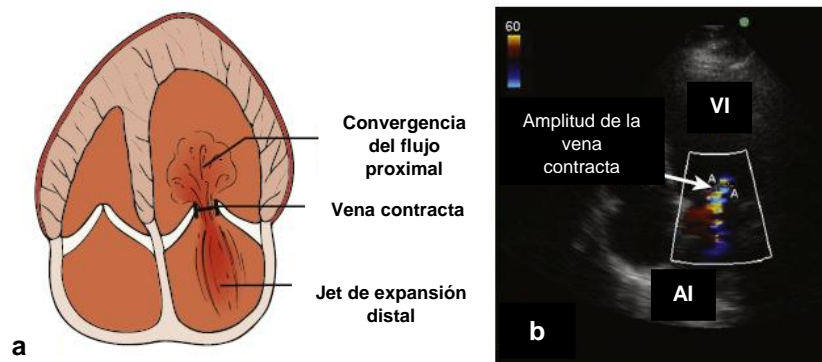 Convergencia
del flujo
proximal
Vena contracta
Jet de expansión
distal
a
60
VI
Amplitud de la
vena
contracta
A
A
AI
b